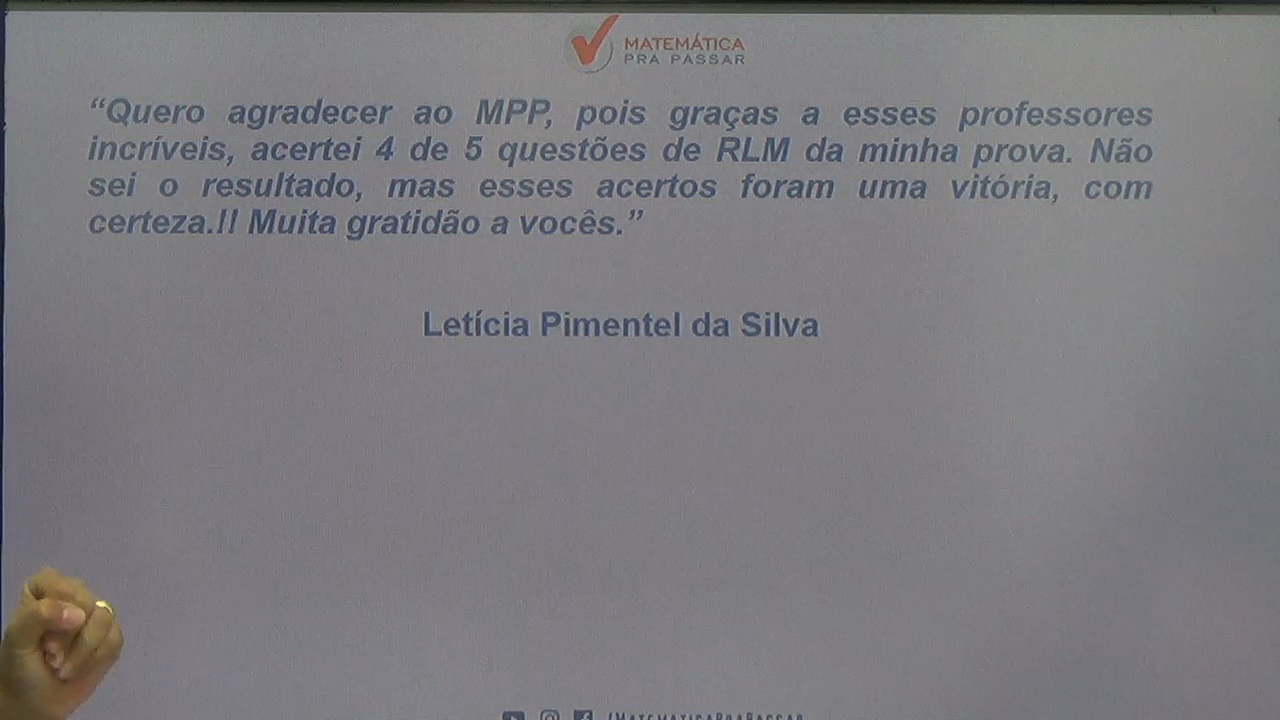 MATEMÁTICA
PRA PASSAR
“Quero agradecer ao MPP, pois graças a esses professores
incríveis, acertei 4 de 5 questões de RLM da minha prova. Não
sei o resultado, mas esses acertos foram uma vitória, com
certeza.!! Muita gratidão a vocês.”
Letícia Pimentel da Silva
/MATEMATICAPRAPASSAR